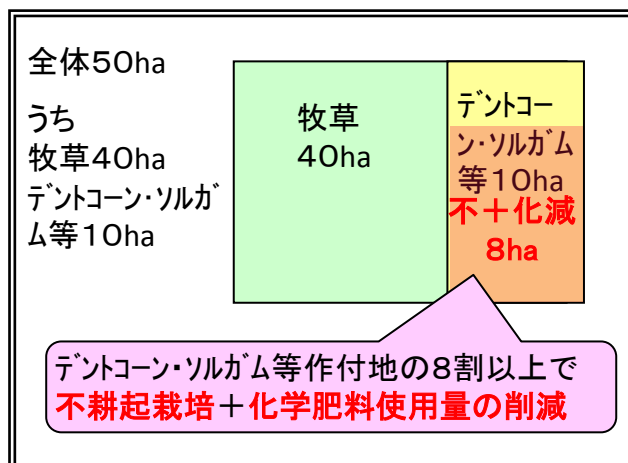 全体50ha
うち
牧草40ha
デントコーン・ソルガ
ム等10ha
牧草
40ha
デントコー
ン・ソルガム
等10ha
不＋化減
8ha
デントコーン・ソルガム等作付地の8割以上で
不耕起栽培＋化学肥料使用量の削減